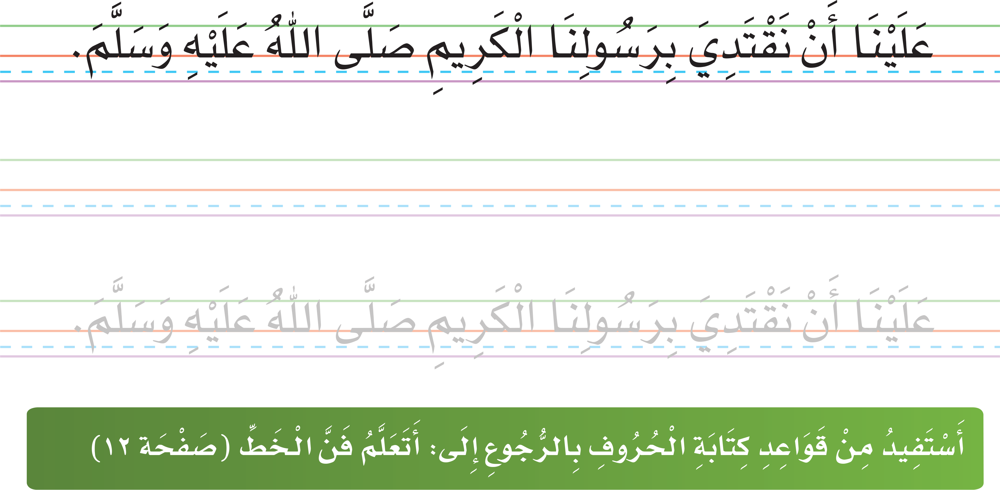 عَلَيْنَا أَنْ نَقْتَدِيَ بِرَسُولِنَا الْكَرِيمِ صَلَّى اللّٰهُ عَلَيْهِ وَسَلَّمَ.
عَلَيْنَا أَنْ نَقْتَدِيَ بِرَسُولِنَا الْكَرِيمِ صَلَّى اللّٰهُ عَلَيْهِ وَسَلَّمَ.
أَسْتَفِيدُ مِنْ قَوَاعِدِ كِتَابَةِ الْحُرُوفِ بِالرُّجُوعِ إِلَى: أَتَعَلَّمُ فَنَّ الْخَطِّ (صَفْحَة ١٢)